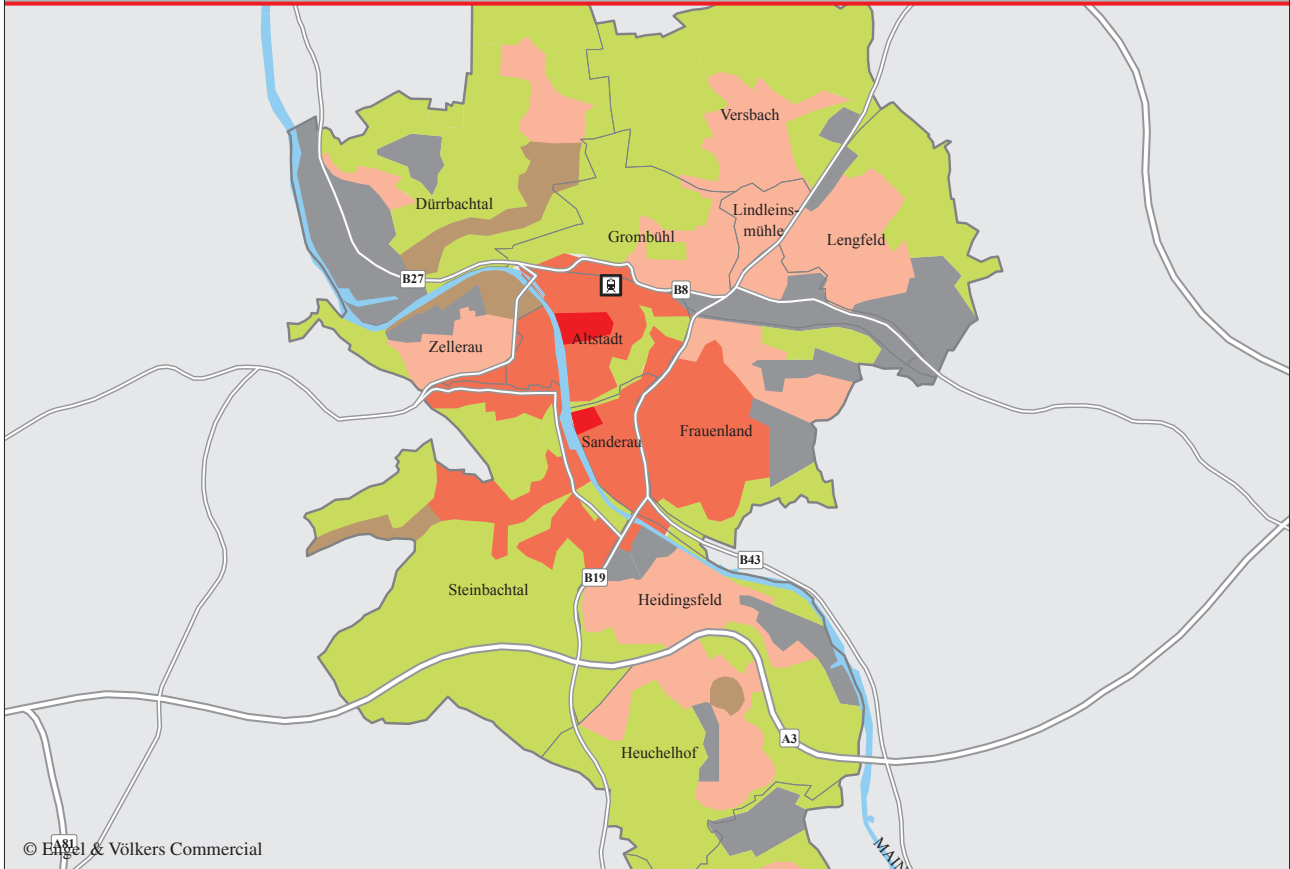 Versbach
Dürrbachtal
Lindleins-
mühle
Grombühl
Lengfeld
B27
B8
Altstadt
Zellerau
Frauenland
Sanderau
B43
B19
Steinbachtal
Heidingsfeld
A3
Heuchelhof
A81
© Engel & Völkers Commercial
MAIN